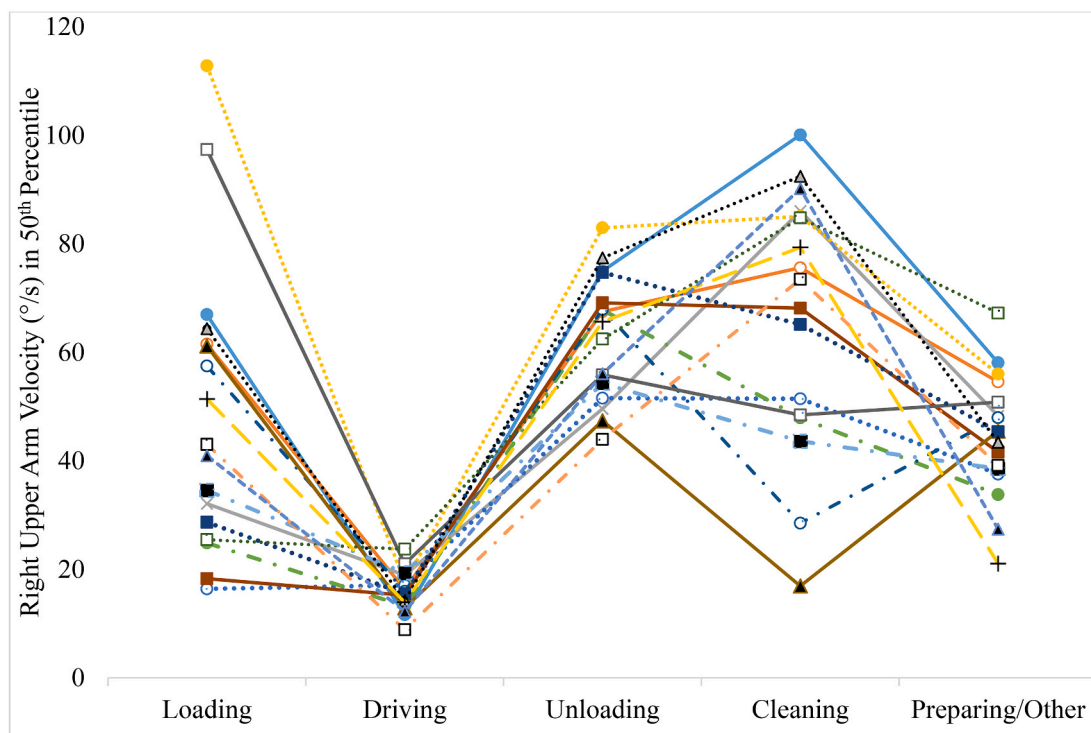 120
100
80
60
40
20
0
Right Upper Arm Velocity (°/s) in 50th Percentile
Loading
Driving
Unloading
Cleaning
Preparing/Other